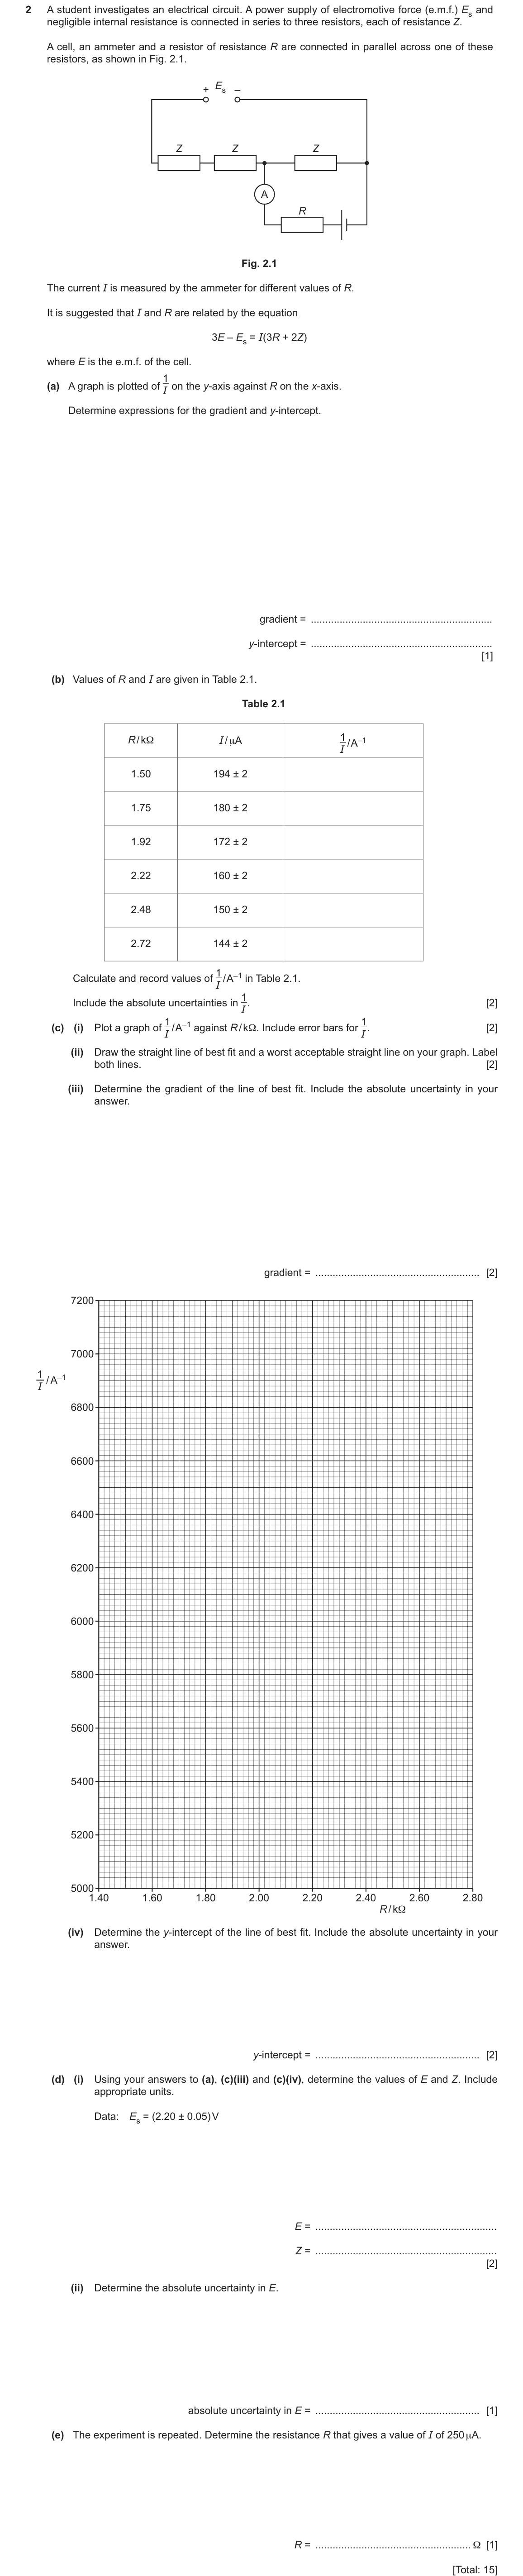 2 A student investigates an electrical circuit. A power supply of electromotive force (e.m.f.) Es and
negligible internal resistance is connected in series to three resistors, each of resistance Z.
A cell, an ammeter and a resistor of resistance R are connected in parallel across one of these
resistors, as shown in Fig. 2.1.
+ Es –
Z Z Z
A
R
Fig. 2.1
The current I is measured by the ammeter for different values of R.
It is suggested that I and R are related by the equation
3E – Es = I(3R + 2Z)
where E is the e.m.f. of the cell.
(a) A graph is plotted of 1/I on the y-axis against R on the x-axis.
Determine expressions for the gradient and y-intercept.
gradient = ...............................................................
y-intercept = ...............................................................
[1]
(b) Values of R and I are given in Table 2.1.
Table 2.1
R/kΩ I/μA 1/I /A–1
1.50 194 ± 2
1.75 180 ± 2
1.92 172 ± 2
2.22 160 ± 2
2.48 150 ± 2
2.72 144 ± 2
Calculate and record values of 1/I /A–1 in Table 2.1.
Include the absolute uncertainties in 1/I. [2]
(c) (i) Plot a graph of 1/I /A–1 against R/kΩ. Include error bars for 1/I. [2]
(ii) Draw the straight line of best fit and a worst acceptable straight line on your graph. Label
both lines. [2]
(iii) Determine the gradient of the line of best fit. Include the absolute uncertainty in your
answer.
gradient = ......................................................... [2]
7200
7000
1/I /A–1
6800
6600
6400
6200
6000
5800
5600
5400
5200
5000
1.40 1.60 1.80 2.00 2.20 2.40 2.60 2.80
R/kΩ
(iv) Determine the y-intercept of the line of best fit. Include the absolute uncertainty in your
answer.
y-intercept = ......................................................... [2]
(d) (i) Using your answers to (a), (c)(iii) and (c)(iv), determine the values of E and Z. Include
appropriate units.
Data: Es = (2.20 ± 0.05)V
E = ...............................................................
Z = ...............................................................
[2]
(ii) Determine the absolute uncertainty in E.
absolute uncertainty in E = ......................................................... [1]
(e) The experiment is repeated. Determine the resistance R that gives a value of I of 250μA.
R = ...................................................... Ω [1]
[Total: 15]